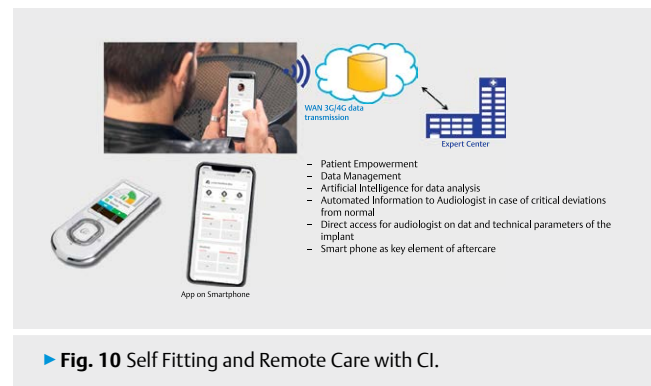 WAN 3G/4G data
transmission
Expert Center
– Patient Empowerment
– Data Management
– Artificial Intelligence for data analysis
– Automated Information to Audiologist in case of critical deviations
from normal
– Direct access for audiologist on dat and technical parameters of the
implant
– Smart phone as key element of aftercare
App on Smartphone
▶ Fig. 10 Self Fitting and Remote Care with CI.